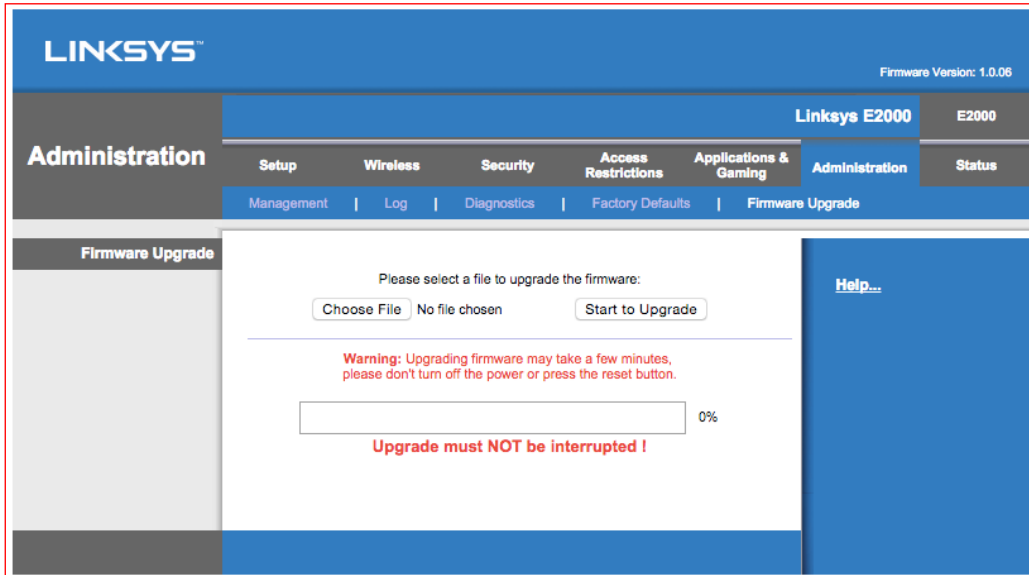 LINKSYS™
Firmware Version: 1.0.06
Linksys E2000
E2000
Administration
Setup
Wireless
Security
Access
Restrictions
Applications &
Gaming
Administration
Status
Management | Log | Diagnostics | Factory Defaults | Firmware Upgrade
Firmware Upgrade
Please select a file to upgrade the firmware:
Choose File No file chosen
Start to Upgrade
Help...
Warning: Upgrading firmware may take a few minutes,
please don't turn off the power or press the reset button.
0%
Upgrade must NOT be interrupted !